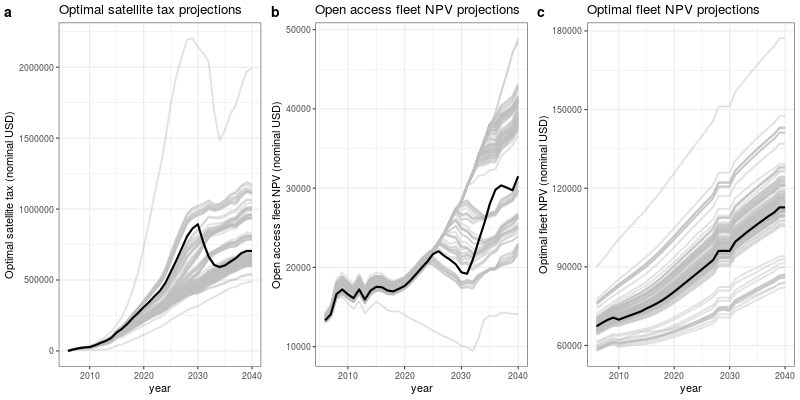 a Optimal satellite tax projections
Optimal satellite tax (nominal USD)
2000000
1500000
1000000
500000
0
2010 2020 2030 2040
year
b Open access fleet NPV projections
Open access fleet NPV (nominal USD)
50000
40000
30000
20000
10000
2010 2020 2030 2040
year
c Optimal fleet NPV projections
Optimal fleet NPV (nominal USD)
180000
150000
120000
90000
60000
2010 2020 2030 2040
year